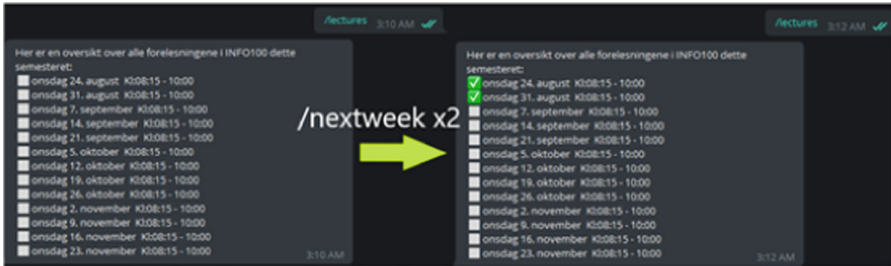 /lectures 3:10 AM
Her er en oversikt over alle forelesningene i INFO100 dette
semesteret:
onsdag 24. august Kl:08:15 - 10:00
onsdag 31. august Kl:08:15 - 10:00
onsdag 7. september Kl:08:15 - 10:00
onsdag 14. september Kl:08:15 - 10:00
onsdag 21. september Kl:08:15 - 10:00
onsdag 5. oktober Kl:08:15 - 10:00
onsdag 12. oktober Kl:08:15 - 10:00
onsdag 19. oktober Kl:08:15 - 10:00
onsdag 26. oktober Kl:08:15 - 10:00
onsdag 2. november Kl:08:15 - 10:00
onsdag 9. november Kl:08:15 - 10:00
onsdag 16. november Kl:08:15 - 10:00
onsdag 23. november Kl:08:15 - 10:00
3:10 AM
/nextweek x2
/lectures 3:12 AM
Her er en oversikt over alle forelesningene i INFO100 dette
semesteret:
onsdag 24. august Kl:08:15 - 10:00
onsdag 31. august Kl:08:15 - 10:00
onsdag 7. september Kl:08:15 - 10:00
onsdag 14. september Kl:08:15 - 10:00
onsdag 21. september Kl:08:15 - 10:00
onsdag 5. oktober Kl:08:15 - 10:00
onsdag 12. oktober Kl:08:15 - 10:00
onsdag 19. oktober Kl:08:15 - 10:00
onsdag 26. oktober Kl:08:15 - 10:00
onsdag 2. november Kl:08:15 - 10:00
onsdag 9. november Kl:08:15 - 10:00
onsdag 16. november Kl:08:15 - 10:00
onsdag 23. november Kl:08:15 - 10:00
3:12 AM